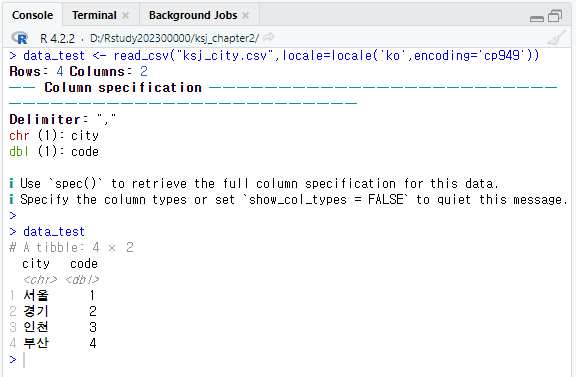 Console Terminal × Background Jobs ×
R 4.2.2 · D:/Rstudy202300000/ksj_chapter2/
> data_test <- read_csv("ksj_city.csv",locale=locale('ko',encoding='cp949'))
Rows: 4 Columns: 2
── Column specification ─────────────────────────
─────────────────────────
Delimiter: ","
chr (1): city
dbl (1): code
ℹ Use `spec()` to retrieve the full column specification for this data.
ℹ Specify the column types or set `show_col_types = FALSE` to quiet this message.
>
> data_test
# A tibble: 4 × 2
city code
<chr> <dbl>
1 서울 1
2 경기 2
3 인천 3
4 부산 4
>